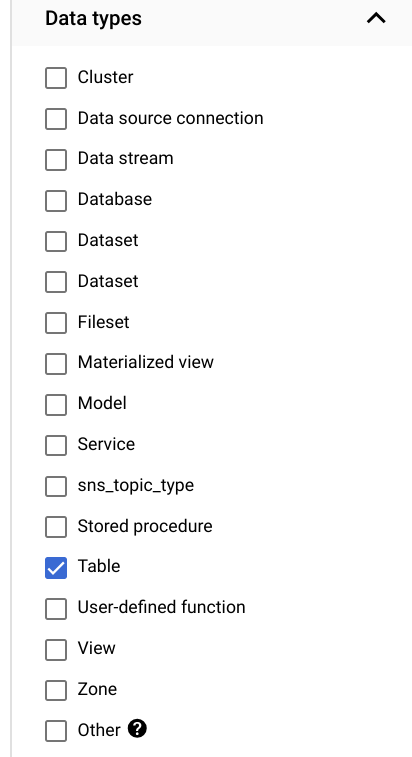 Data types
Cluster
Data source connection
Data stream
Database
Dataset
Dataset
Fileset
Materialized view
Model
Service
sns_topic_type
Stored procedure
Table
User-defined function
View
Zone
Other ?